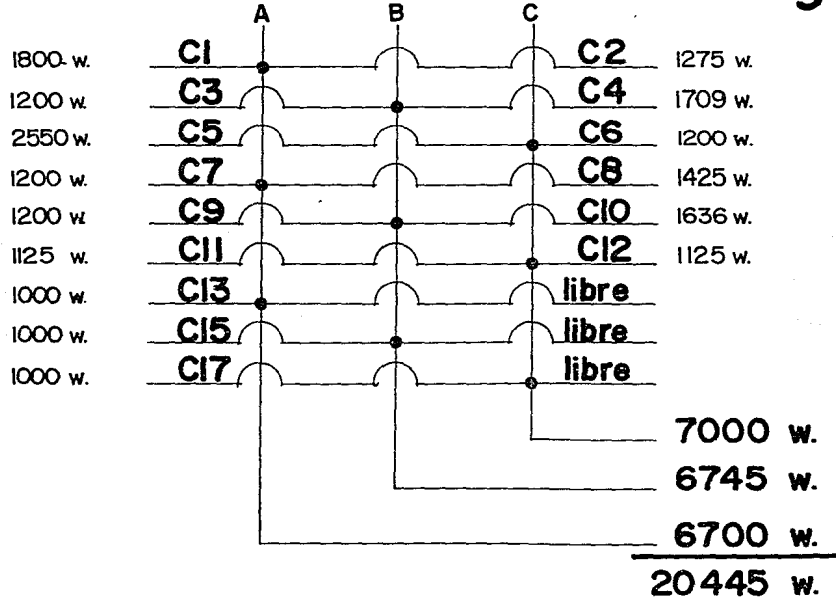 A B C
1800 w. C1 C2 1275 w.
1200 w. C3 C4 1709 w.
2550 w. C5 C6 1200 w.
1200 w. C7 C8 1425 w.
1200 w C9 C10 1636 w.
1125 w. C11 C12 1125 w.
1000 w. C13 libre
1000 w. C15 libre
1000 w. C17 libre
7000 w.
6745 w.
6700 w.
20445 w.